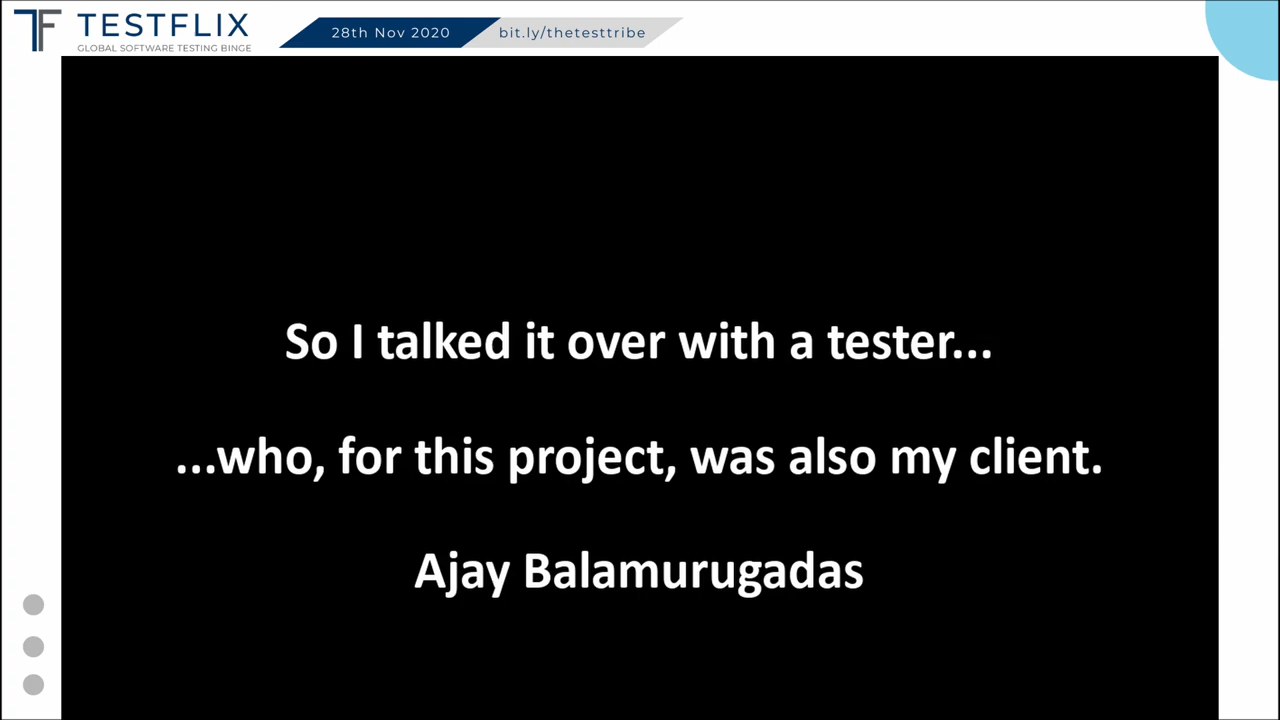 TF TESTFLIX
GLOBAL SOFTWARE TESTING BINGE
28th Nov 2020
bit.ly/thetesttribe
So I talked it over with a tester...
...who, for this project, was also my client.
Ajay Balamurugadas